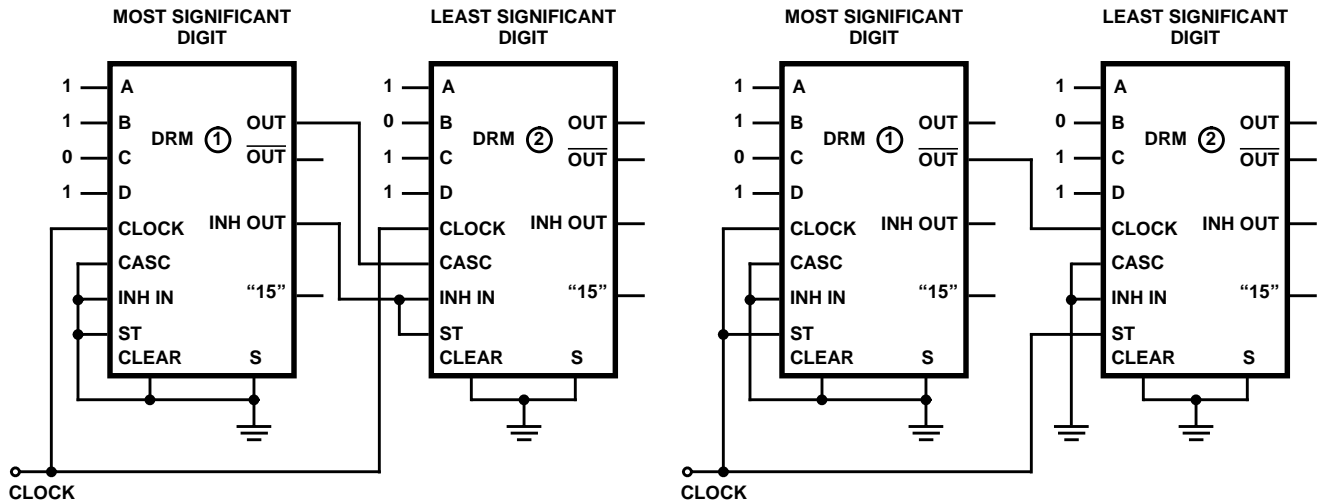 MOST SIGNIFICANT
DIGIT
LEAST SIGNIFICANT
DIGIT
MOST SIGNIFICANT
DIGIT
LEAST SIGNIFICANT
DIGIT
1 A
1 B
0 C
1 D
DRM 1
OUT
OUT
CLOCK
INH OUT
CASC
INH IN
"15"
ST
CLEAR
S
1 A
0 B
1 C
1 D
DRM 2
OUT
OUT
CLOCK
INH OUT
CASC
INH IN
"15"
ST
CLEAR
S
CLOCK
1 A
1 B
0 C
1 D
DRM 1
OUT
OUT
CLOCK
INH OUT
CASC
INH IN
"15"
ST
CLEAR
S
1 A
0 B
1 C
1 D
DRM 2
OUT
OUT
CLOCK
INH OUT
CASC
INH IN
"15"
ST
CLEAR
S
CLOCK